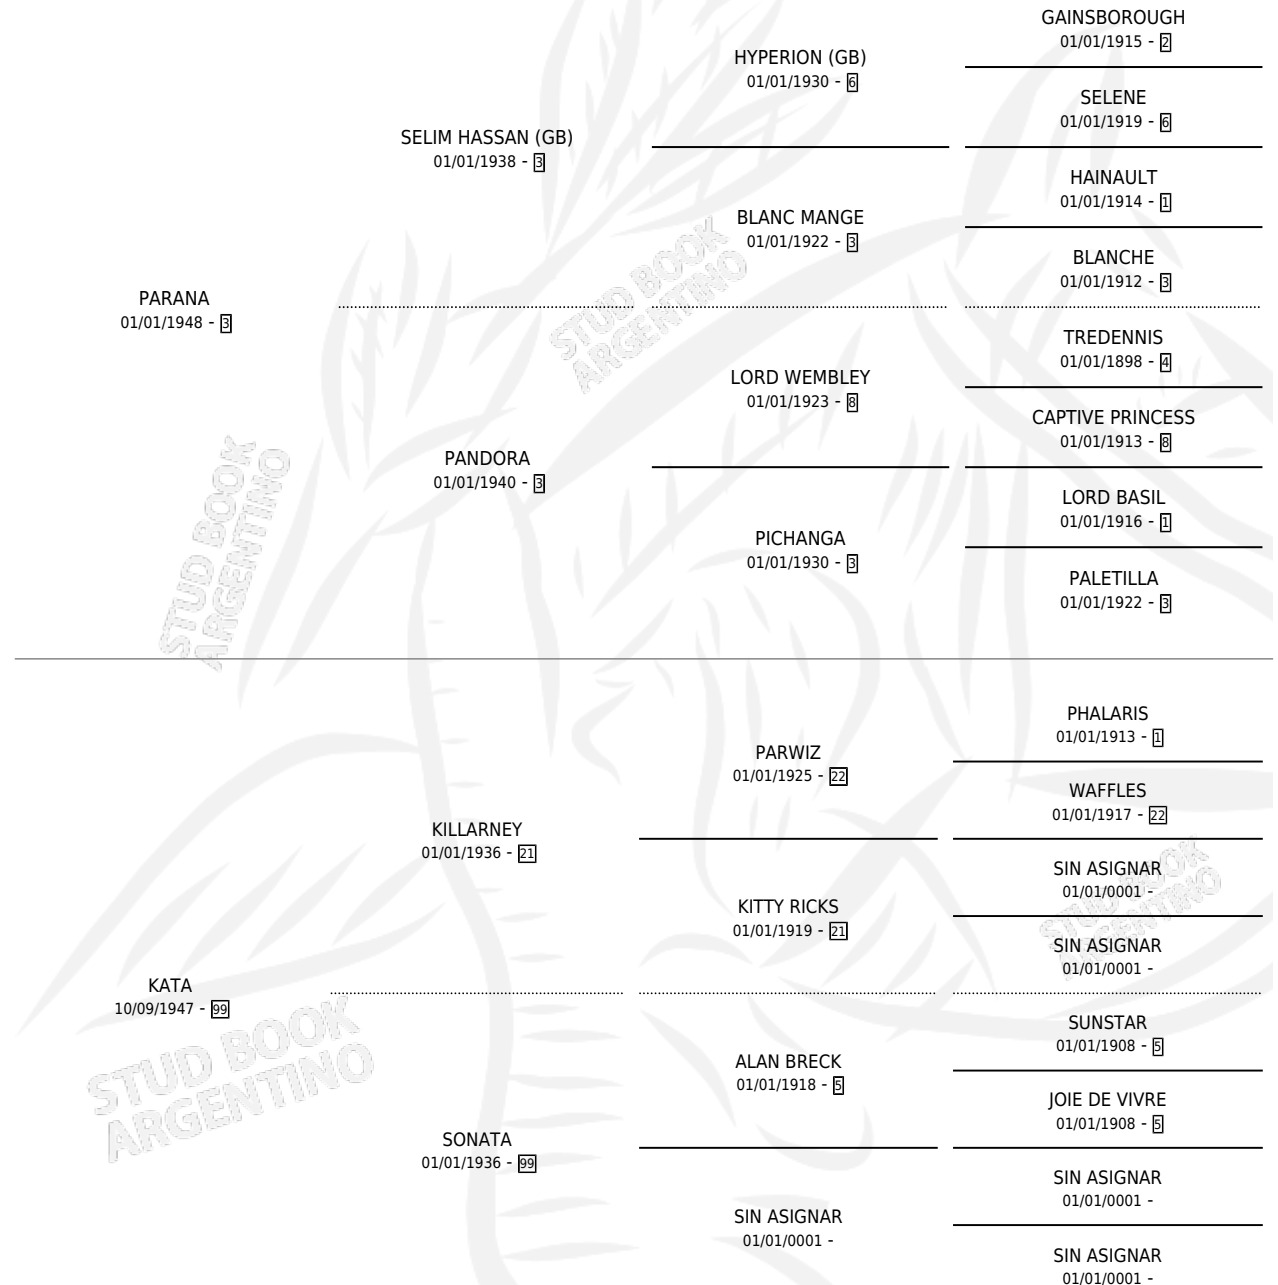 GAINSBOROUGH
01/01/1915 - 2
HYPERION (GB)
01/01/1930 - 6
SELENE
01/01/1919 - 6
SELIM HASSAN (GB)
01/01/1938 - 3
HAINAULT
01/01/1914 - 1
BLANC MANGE
01/01/1922 - 3
BLANCHE
01/01/1912 - 3
PARANA
01/01/1948 - 3
STUD BOOK
ARGENTINO
TREDENNIS
01/01/1898 - 4
LORD WEMBLEY
01/01/1923 - 8
CAPTIVE PRINCESS
01/01/1913 - 8
PANDORA
01/01/1940 - 3
LORD BASIL
01/01/1916 - 1
PICHANGA
01/01/1930 - 3
PALETILLA
01/01/1922 - 3
STUD BOOK
ARGENTINO
PHALARIS
01/01/1913 - 1
PARWIZ
01/01/1925 - 22
WAFFLES
01/01/1917 - 22
KILLARNEY
01/01/1936 - 21
SIN ASIGNAR
01/01/0001 -
KITTY RICKS
01/01/1919 - 21
SIN ASIGNAR
01/01/0001 -
STUD BOOK
ARGENTINO
KATA
10/09/1947 - 99
SUNSTAR
01/01/1908 - 5
ALAN BRECK
01/01/1918 - 5
JOIE DE VIVRE
01/01/1908 - 5
STUD BOOK
ARGENTINO
SONATA
01/01/1936 - 99
SIN ASIGNAR
01/01/0001 -
SIN ASIGNAR
01/01/0001 -
SIN ASIGNAR
01/01/0001 -